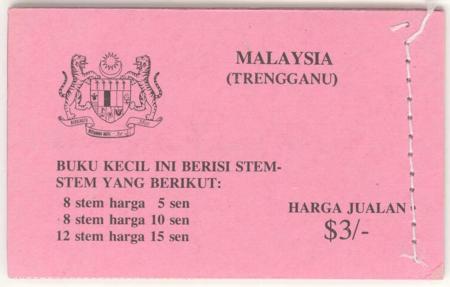 MALAYSIA
(TRENGGANU)
BUKU KECIL INI BERISI STEM-
STEM YANG BERIKUT:
8 stem harga 5 sen
8 stem harga 10 sen
12 stem harga 15 sen
HARGA JUALAN
$3/-